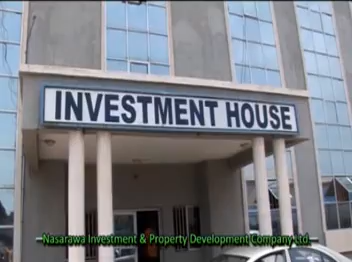 INVESTMENT HOUSE
Nasarawa Investment & Property Development Company Ltd.